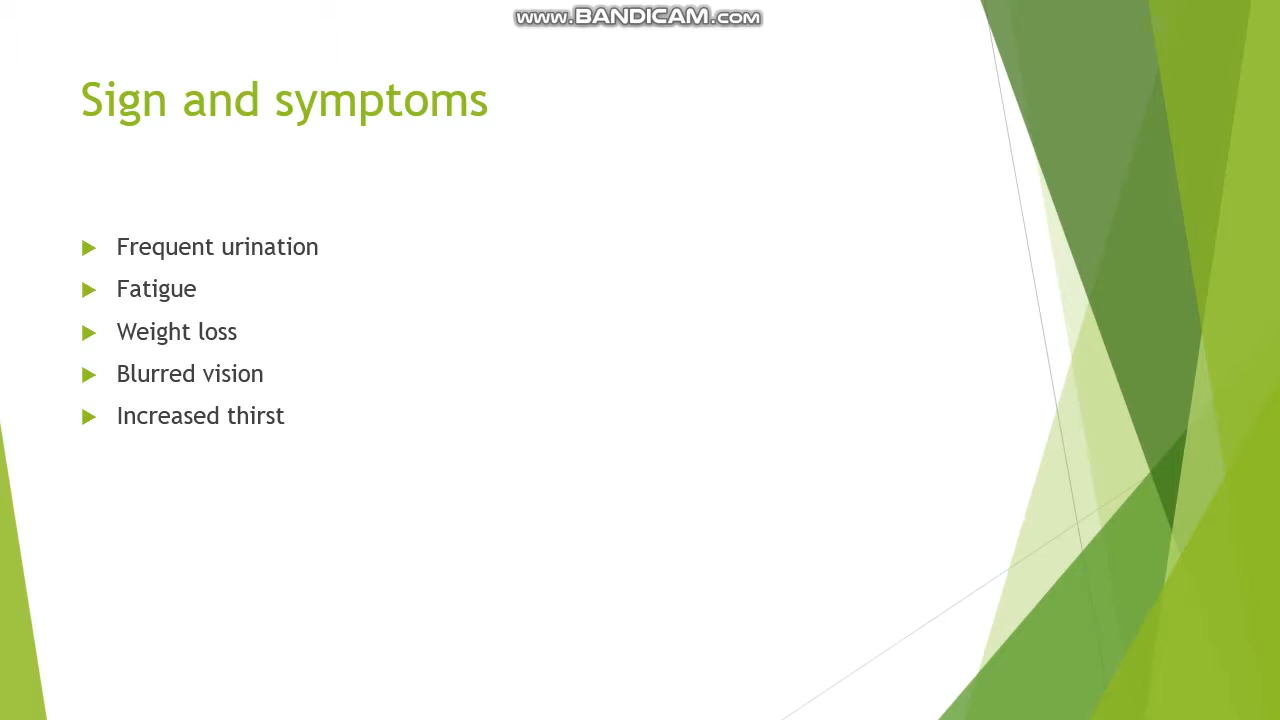 www.BANDICAM.com
Sign and symptoms
Frequent urination
Fatigue
Weight loss
Blurred vision
Increased thirst